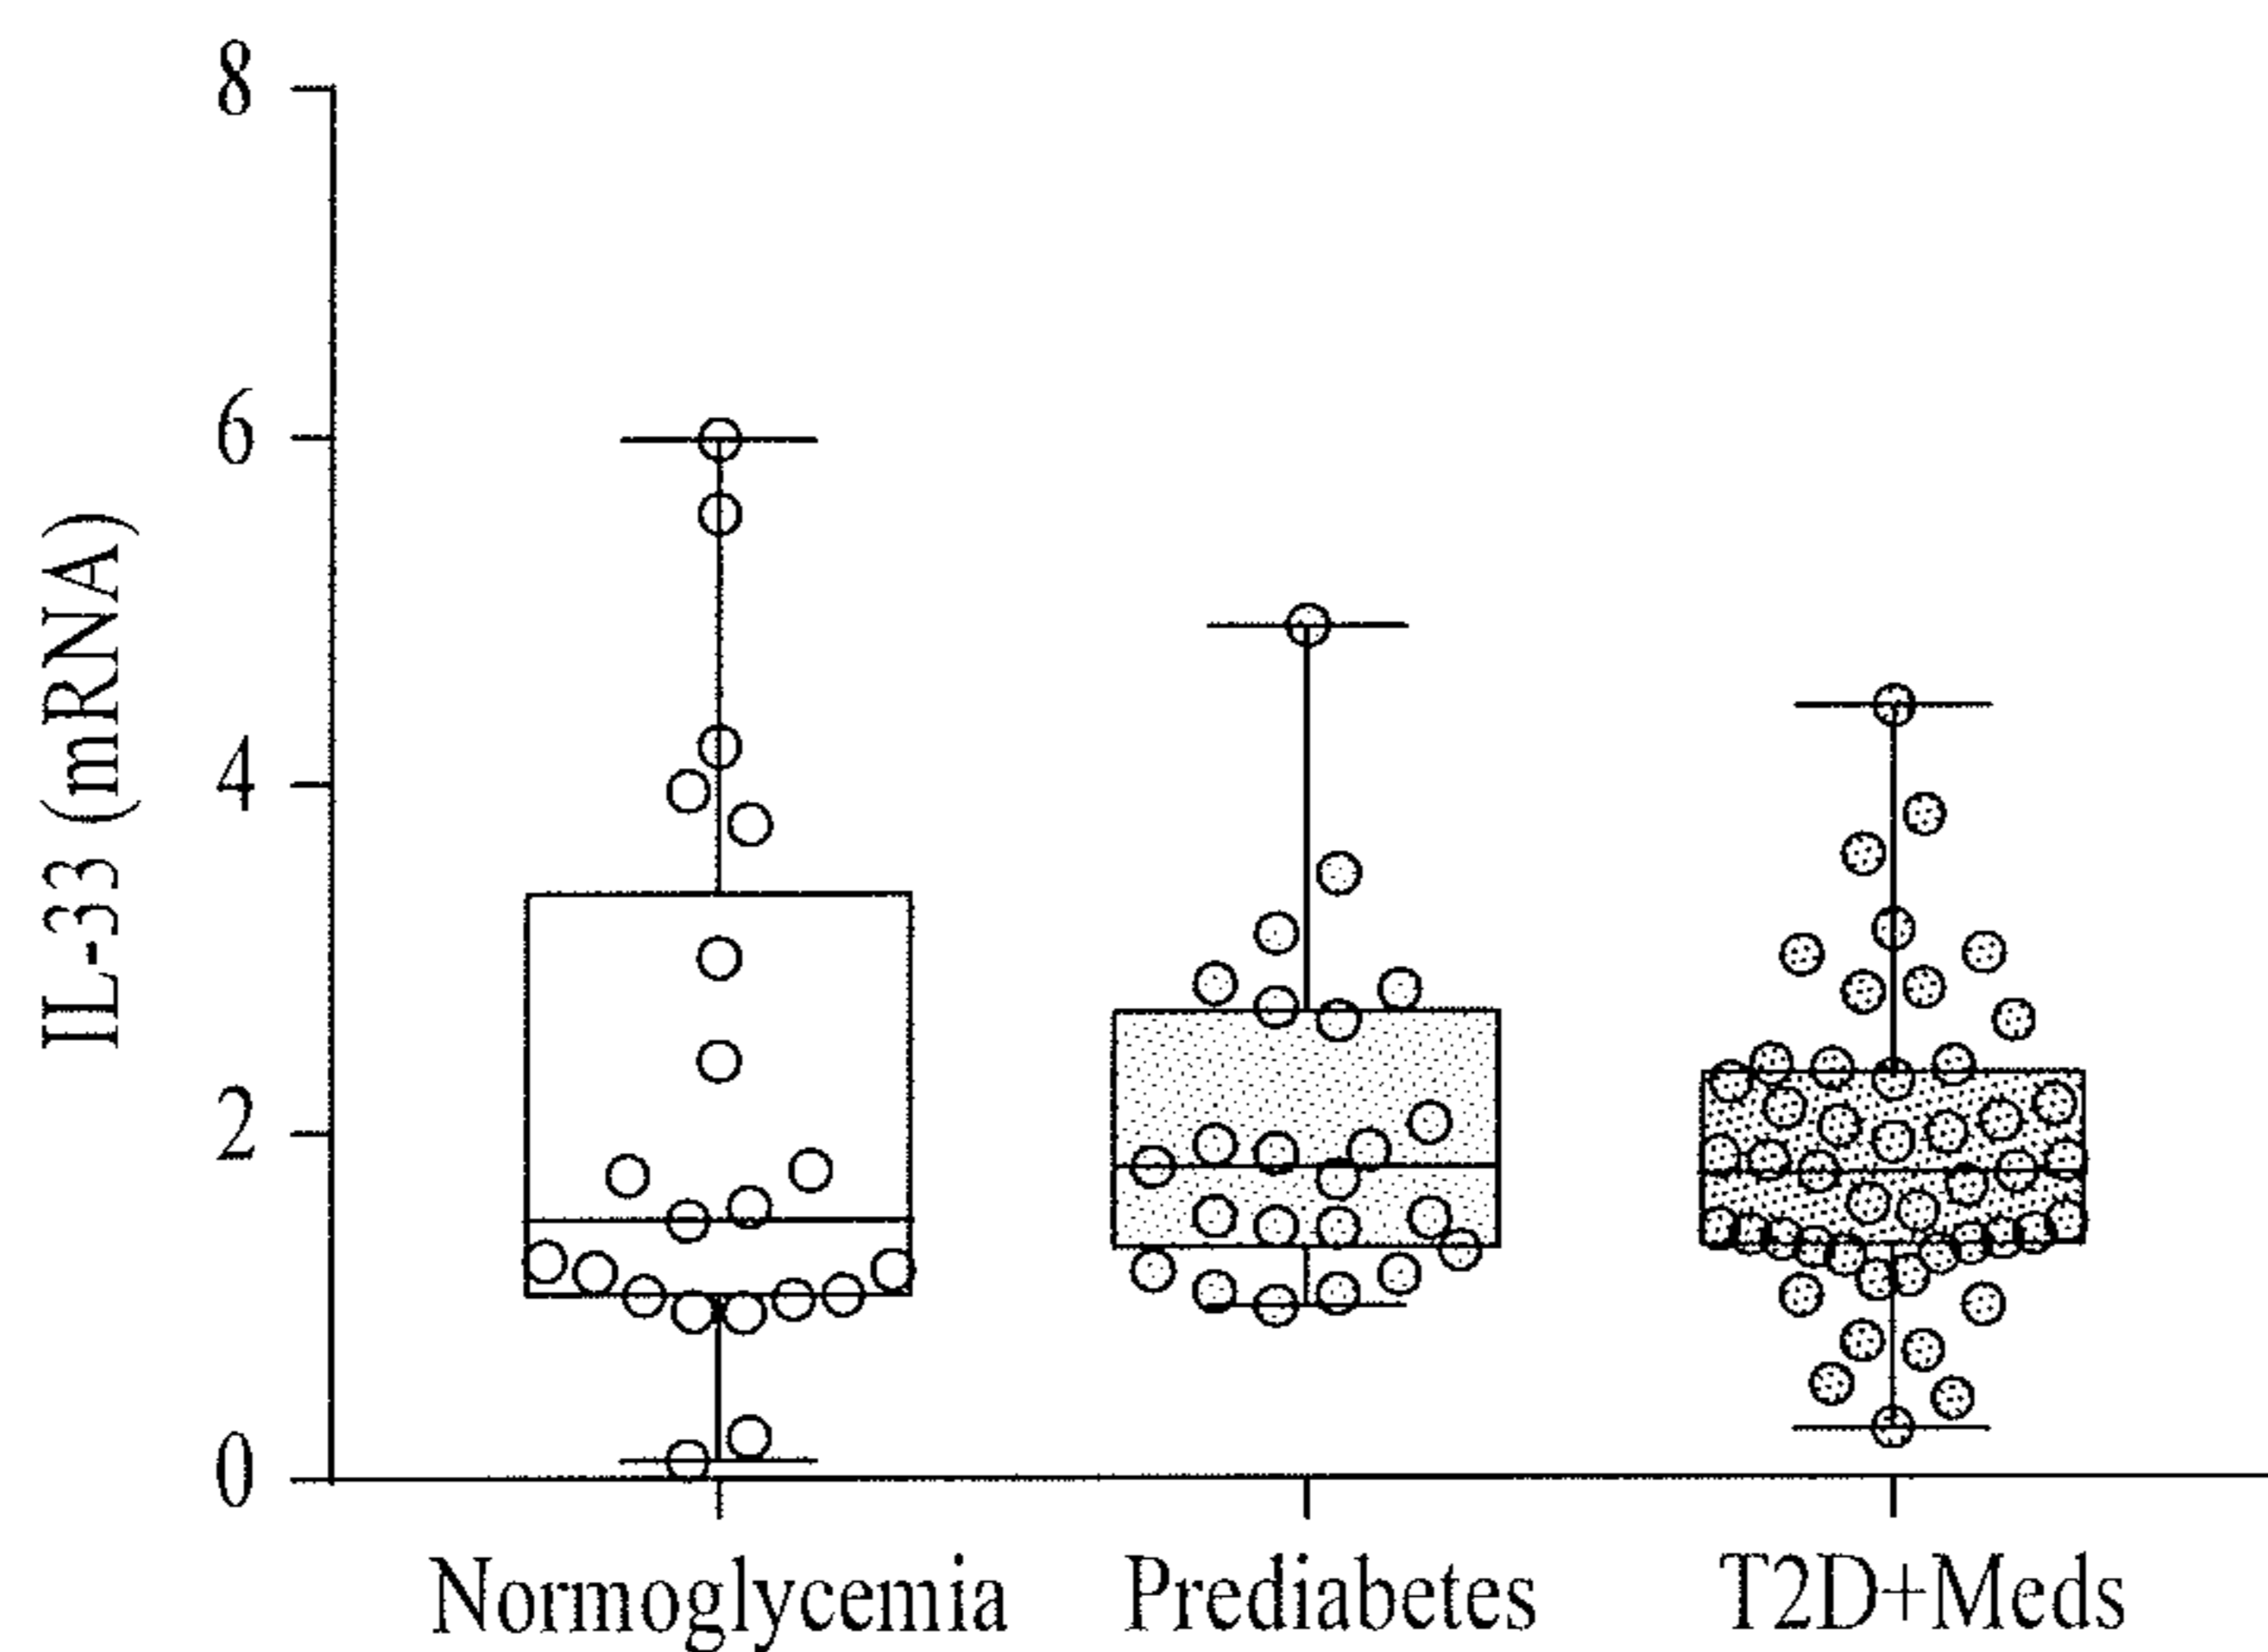 IL-33 (mRNA)
8
6
4
2
0
Normoglycemia
Prediabetes
T2D+Meds